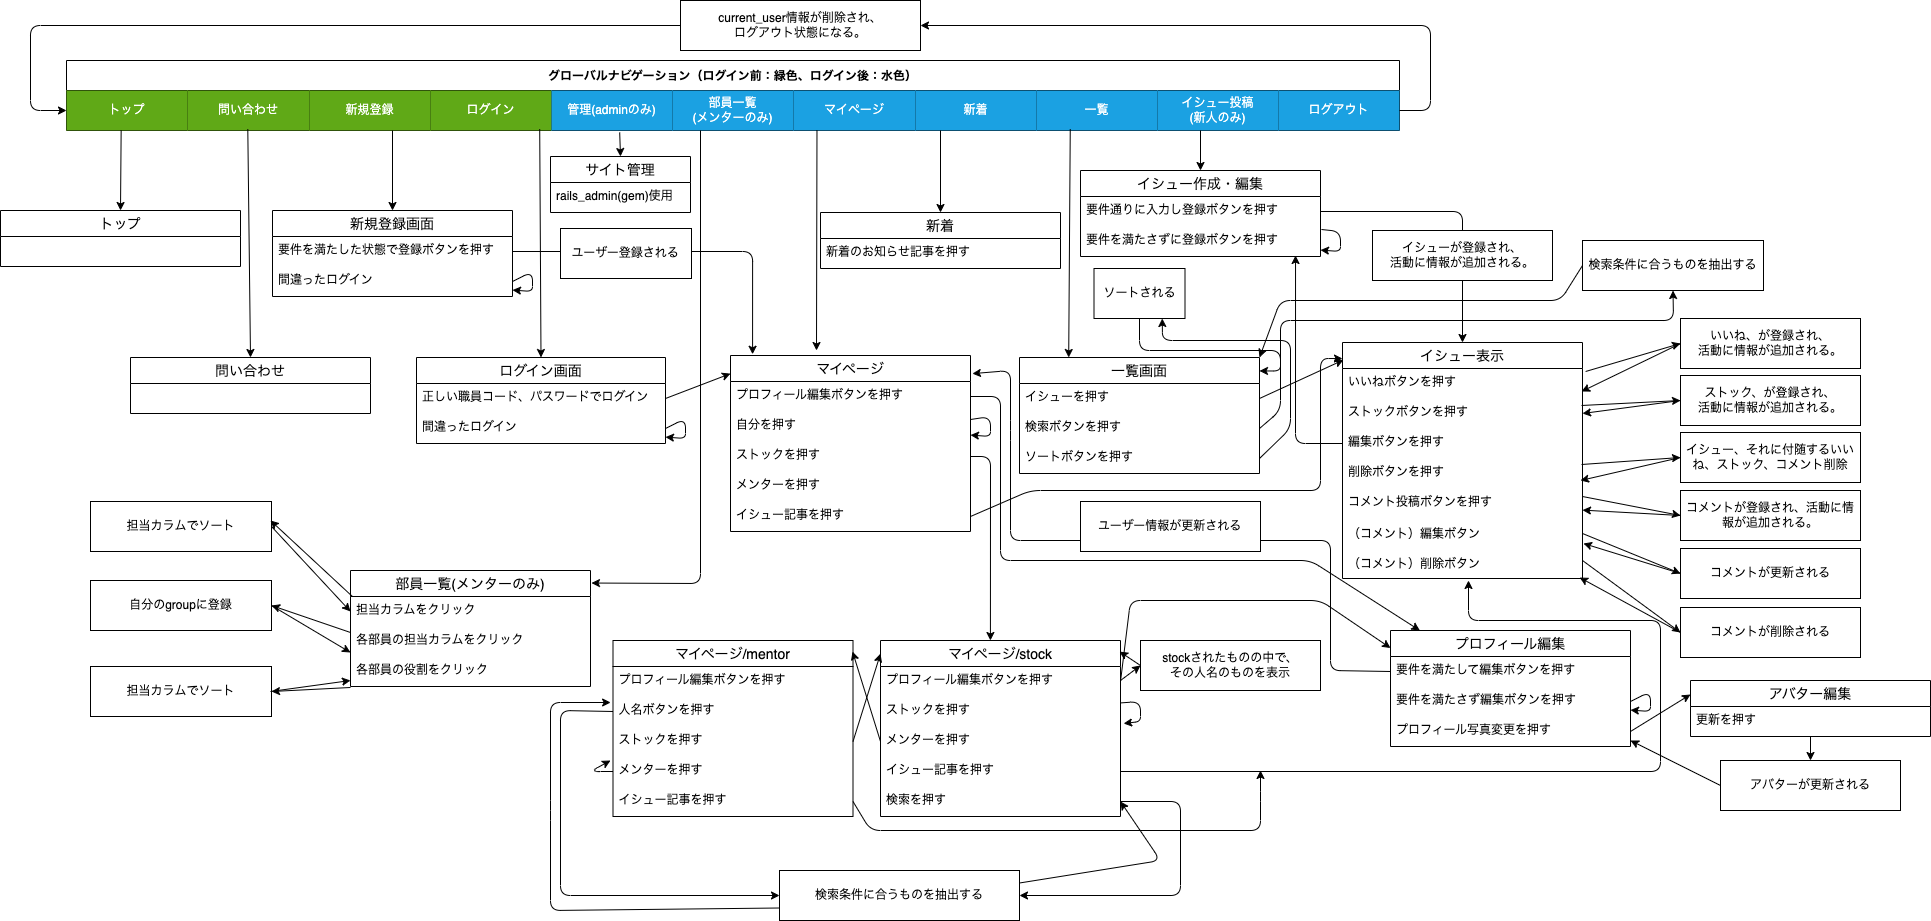 current_user情報が削除され、
ログアウト状態になる。
グローバルナビゲーション（ログイン前：緑色、ログイン後：水色）
トップ
問い合わせ
新規登録
ログイン
管理(adminのみ)
部員一覧
(メンターのみ)
マイページ
新着
一覧
イシュー投稿
(新人のみ)
ログアウト
サイト管理
rails_admin(gem)使用
イシュー作成・編集
要件通りに入力し登録ボタンを押す
要件を満たさずに登録ボタンを押す
トップ
新規登録画面
要件を満たした状態で登録ボタンを押す
間違ったログイン
ユーザー登録される
新着
新着のお知らせ記事を押す
イシューが登録され、
活動に情報が追加される。
検索条件に合うものを抽出する
ソートされる
問い合わせ
ログイン画面
正しい職員コード、パスワードでログイン
間違ったログイン
マイページ
プロフィール編集ボタンを押す
自分を押す
ストックを押す
メンターを押す
イシュー記事を押す
一覧画面
イシューを押す
検索ボタンを押す
ソートボタンを押す
イシュー表示
いいねボタンを押す
ストックボタンを押す
編集ボタンを押す
削除ボタンを押す
コメント投稿ボタンを押す
（コメント）編集ボタン
（コメント）削除ボタン
いいね、が登録され、
活動に情報が追加される。
ストック、が登録され、
活動に情報が追加される。
イシュー、それに付随するいい
ね、ストック、コメント削除
コメントが登録され、活動に情
報が追加される。
コメントが更新される
コメントが削除される
ユーザー情報が更新される
担当カラムでソート
自分のgroupに登録
担当カラムでソート
部員一覧(メンターのみ)
担当カラムをクリック
各部員の担当カラムをクリック
各部員の役割をクリック
マイページ/mentor
プロフィール編集ボタンを押す
人名ボタンを押す
ストックを押す
メンターを押す
イシュー記事を押す
マイページ/stock
プロフィール編集ボタンを押す
ストックを押す
メンターを押す
イシュー記事を押す
検索を押す
stockされたものの中で、
その人名のものを表示
プロフィール編集
要件を満たして編集ボタンを押す
要件を満たさず編集ボタンを押す
プロフィール写真変更を押す
アバター編集
更新を押す
アバターが更新される
検索条件に合うものを抽出する